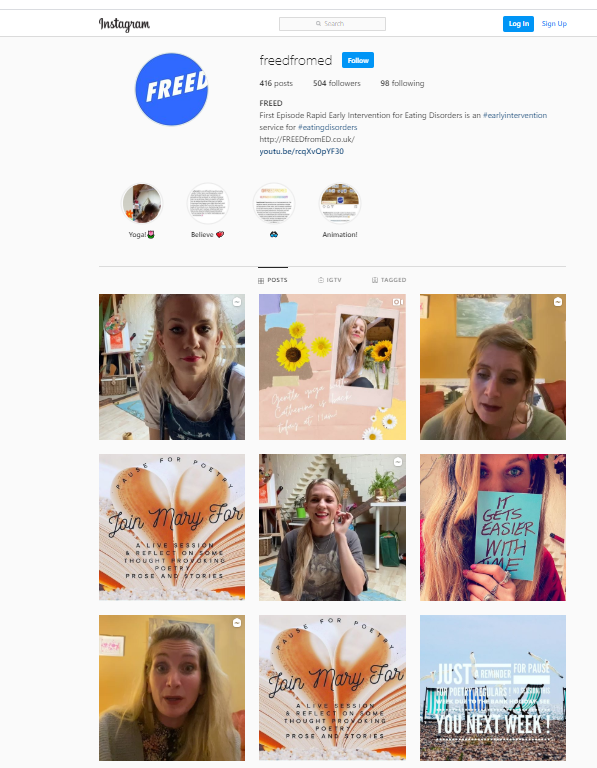 Instagram
Search
Log In
Sign Up
FREED
freedfromed
Follow
416 posts
504 followers
98 following
FREED
First Episode Rapid Early Intervention for Eating Disorders is an #earlyintervention
service for #eatingdisorders
http://FREEDfromED.co.uk/
youtu.be/rcqXvOpYF30
Yoga!
Believe
Animation!
POSTS
IGTV
TAGGED
Gentle yoga w
Catherine is back
today at 11am!
PAUSE FOR POETRY
Join Mary For
A LIVE SESSION
& REFLECT ON SOME
THOUGHT PROVOKING
POETRY
PROSE AND STORIES
IT
GETS
EASIER
WITH
TIME
PAUSE FOR POETRY
Join Mary For
A LIVE SESSION
& REFLECT ON SOME
THOUGHT PROVOKING
POETRY
PROSE AND STORIES
JUST
A REMINDER
FOR PAUSE
FOR POETRY REGULARS!
YOU NEXT WEEK!